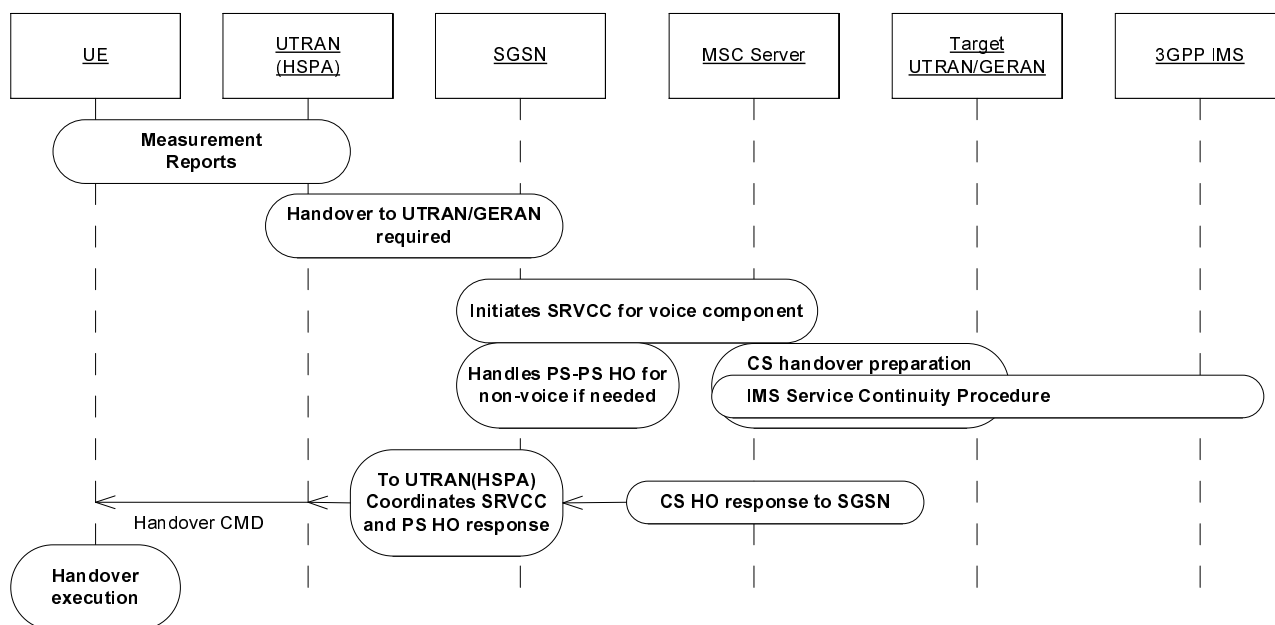 UE
UTRAN
(HSPA)
SGSN
MSC Server
Target
UTRAN/GERAN
3GPP IMS
Measurement
Reports
Handover to UTRAN/GERAN
required
Initiates SRVCC for voice component
Handles PS-PS HO for
non-voice if needed
CS handover preparation
IMS Service Continuity Procedure
To UTRAN(HSPA)
Coordinates SRVCC
and PS HO response
CS HO response to SGSN
Handover CMD
Handover
execution